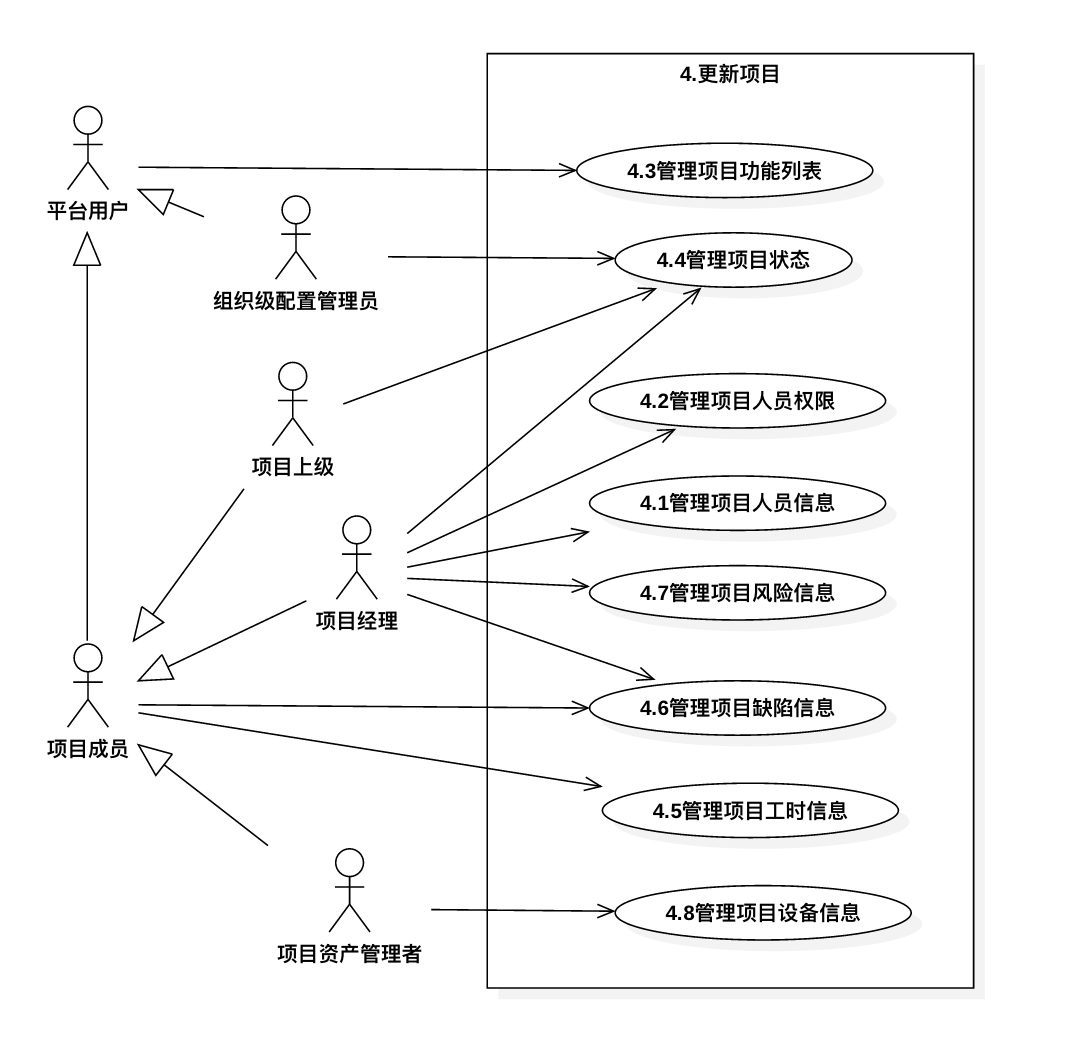 4.更新项目
4.3管理项目功能列表
平台用户
4.4管理项目状态
组织级配置管理员
4.2管理项目人员权限
项目上级
4.1管理项目人员信息
4.7管理项目风险信息
项目经理
4.6管理项目缺陷信息
项目成员
4.5管理项目工时信息
4.8管理项目设备信息
项目资产管理者